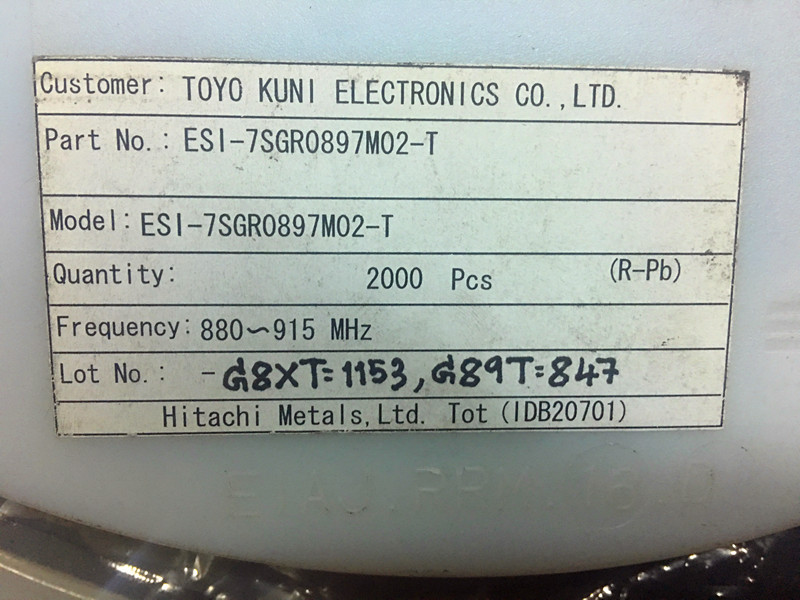 Customer: TOYO KUNI ELECTRONICS CO.,LTD.
Part No.: ESI-7SGR0897M02-T
Model: ESI-7SGR0897M02-T
Quantity: 2000 Pcs (R-Pb)
Frequency: 880～915 MHz
Lot No.: -G8XT=1153, G89T=847
Hitachi Metals,Ltd. Tot (IDB20701)